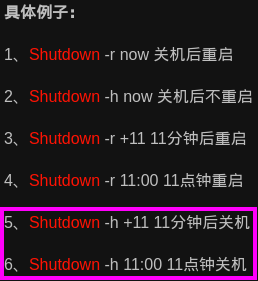 具体例子：
1、Shutdown -r now 关机后重启
2、Shutdown -h now 关机后不重启
3、Shutdown -r +11 11分钟后重启
4、Shutdown -r 11:00 11点钟重启
5、Shutdown -h +11 11分钟后关机
6、Shutdown -h 11:00 11点钟关机